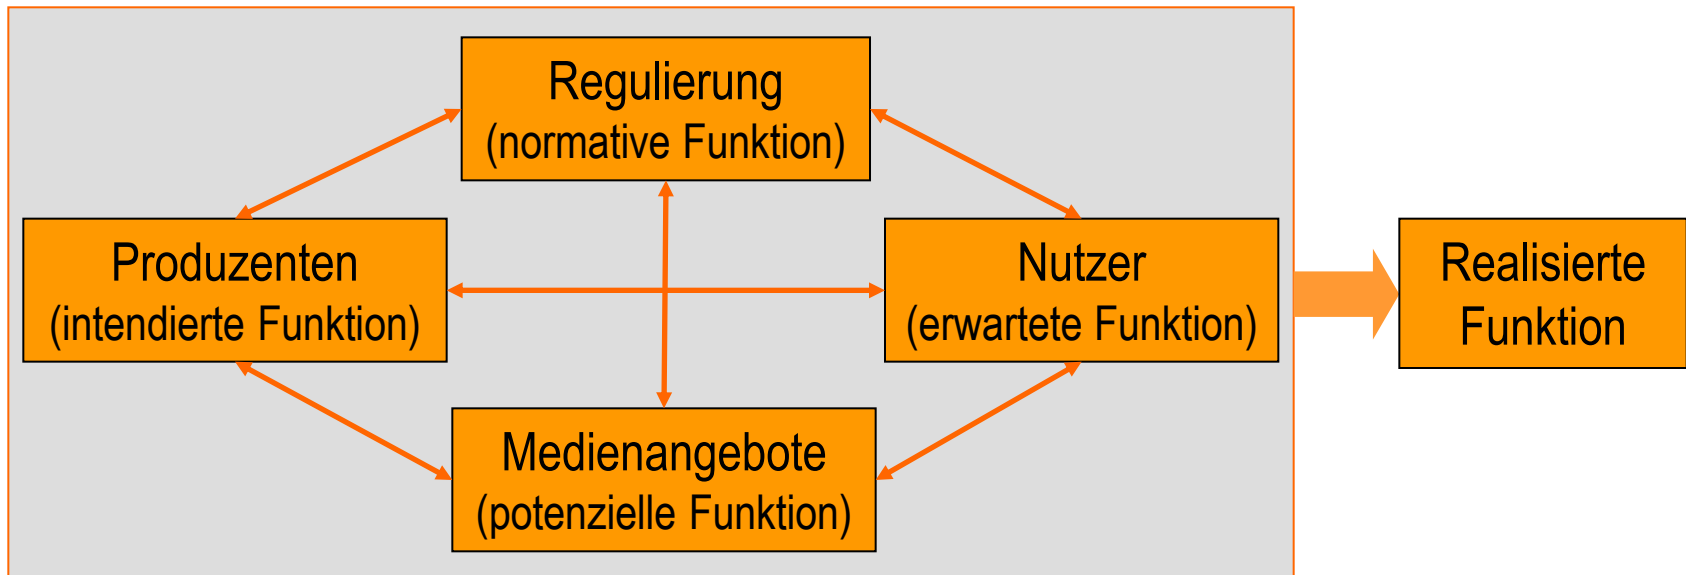 Regulierung
(normative Funktion)
Produzenten
(intendierte Funktion)
Nutzer
(erwartete Funktion)
Realisierte
Funktion
Medienangebote
(potenzielle Funktion)